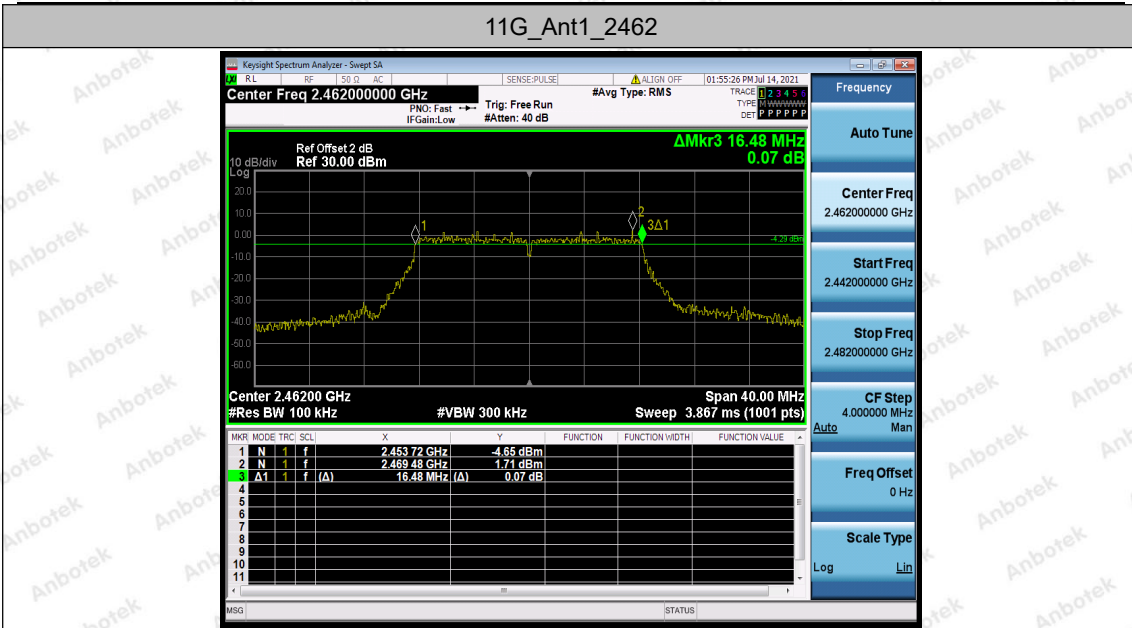 11G_Ant1_2462
Keysight Spectrum Analyzer - Swept SA
LXI RL RF 50 Ω AC SENSE:PULSE ALIGN OFF 01:55:26 PM Jul 14, 2021
Center Freq 2.462000000 GHz
PNO: Fast
IFGain:Low
Trig: Free Run
#Atten: 40 dB
#Avg Type: RMS
TRACE 1 2 3 4 5 6
TYPE M WWWWW
DET P P P P P P
Frequency
Auto Tune
Center Freq
2.462000000 GHz
Start Freq
2.442000000 GHz
Stop Freq
2.482000000 GHz
CF Step
4.000000 MHz
Auto Man
Freq Offset
0 Hz
Scale Type
Log Lin
ΔMkr3 16.48 MHz
0.07 dB
Ref Offset 2 dB
10 dB/div Ref 30.00 dBm
Log
20.0
10.0
0.00
-10.0
-20.0
-30.0
-40.0
-50.0
-60.0
1
2
3Δ1
-4.29 dBm
Center 2.46200 GHz Span 40.00 MHz
#Res BW 100 kHz #VBW 300 kHz Sweep 3.867 ms (1001 pts)
MKR MODE TRC SCL X Y FUNCTION FUNCTION WIDTH FUNCTION VALUE
1 N 1 f 2.453 72 GHz -4.65 dBm
2 N 1 f 2.469 48 GHz 1.71 dBm
3 Δ1 1 f (Δ) 16.48 MHz (Δ) 0.07 dB
4
5
6
7
8
9
10
11
MSG STATUS
Anbotek